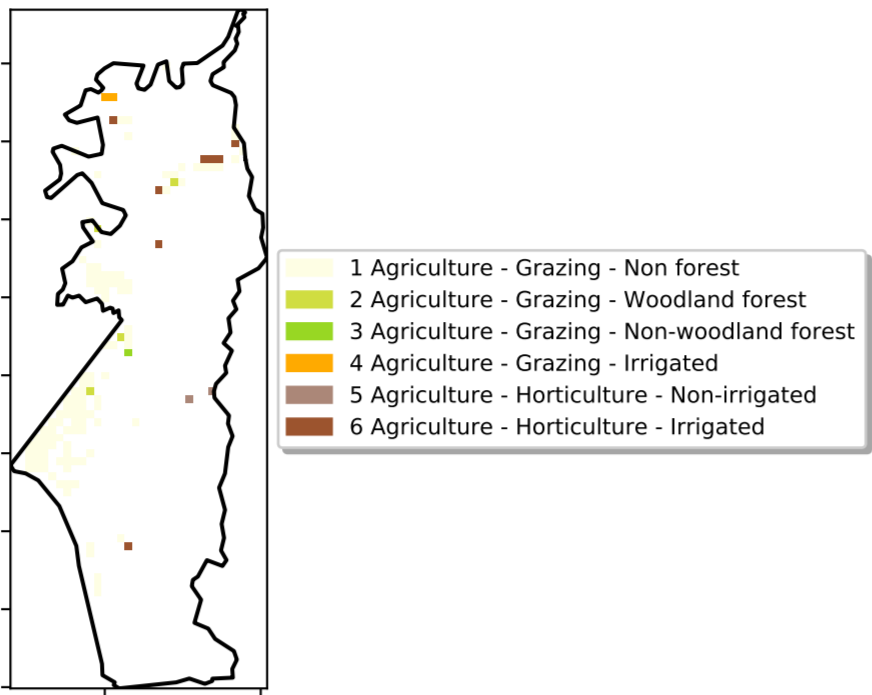 1 Agriculture - Grazing - Non forest
2 Agriculture - Grazing - Woodland forest
3 Agriculture - Grazing - Non-woodland forest
4 Agriculture - Grazing - Irrigated
5 Agriculture - Horticulture - Non-irrigated
6 Agriculture - Horticulture - Irrigated